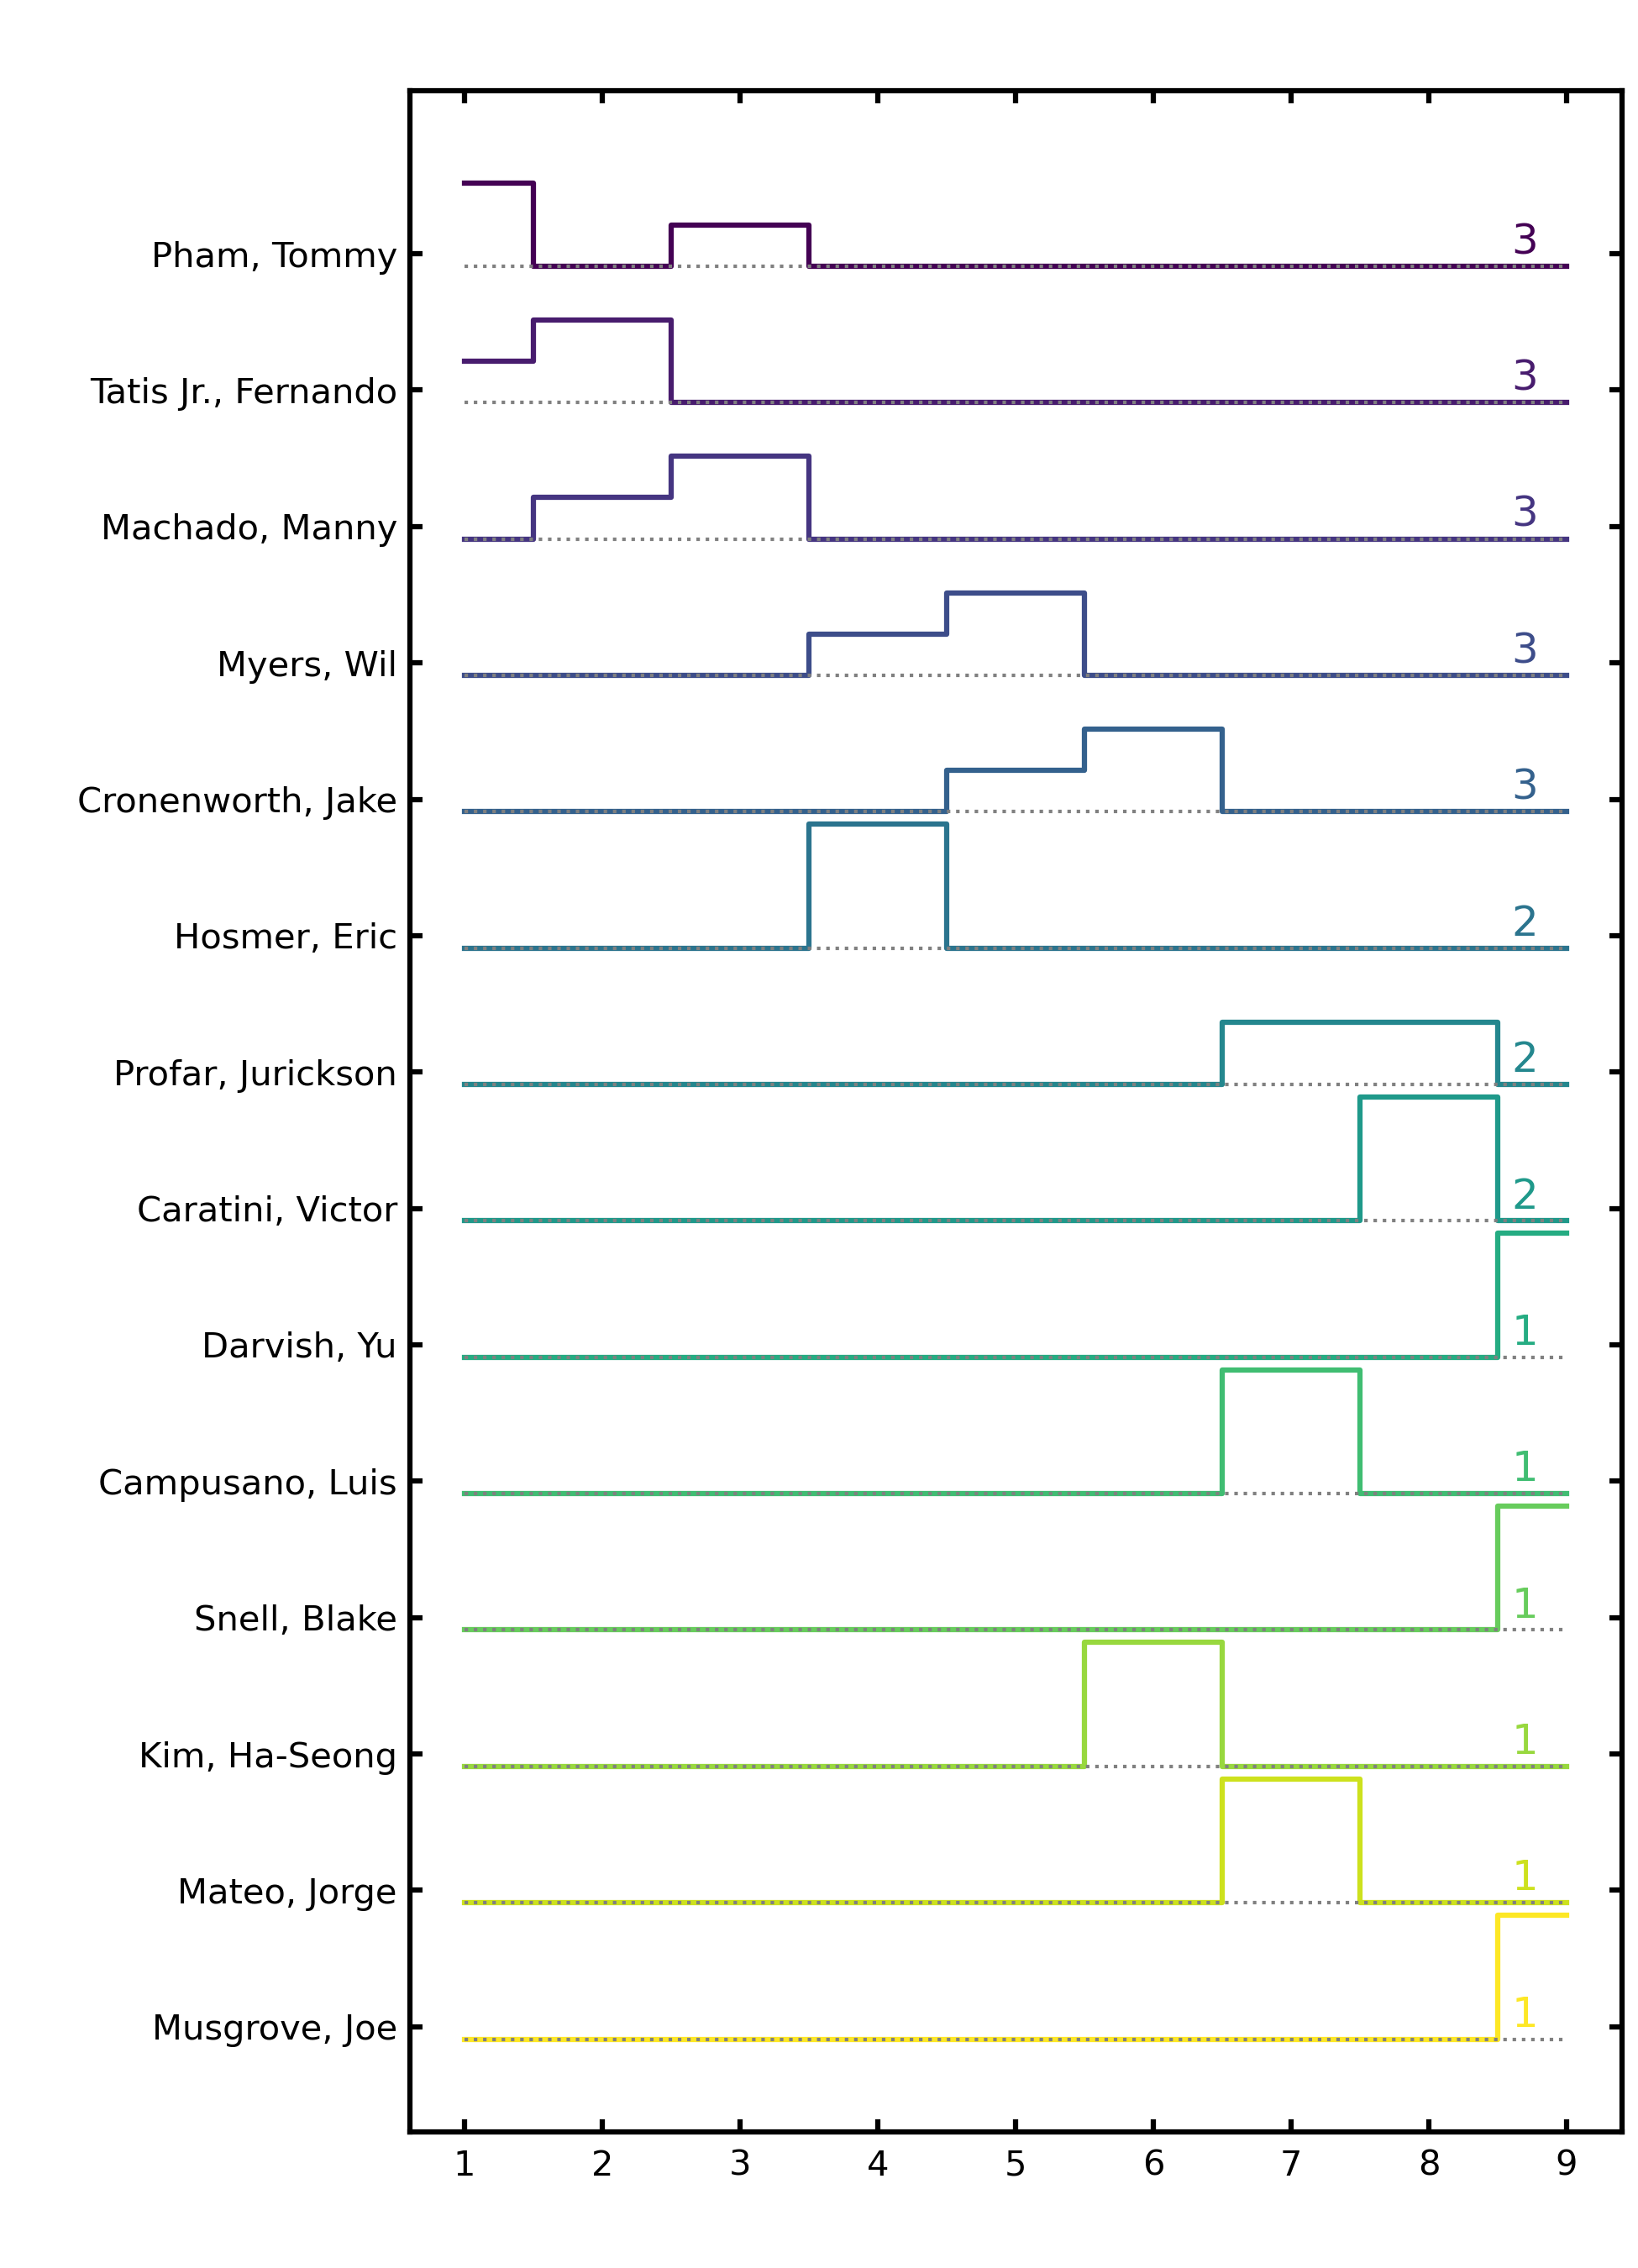 Pham, Tommy 3
Tatis Jr., Fernando 3
Machado, Manny 3
Myers, Wil 3
Cronenworth, Jake 3
Hosmer, Eric 2
Profar, Jurickson 2
Caratini, Victor 2
Darvish, Yu 1
Campusano, Luis 1
Snell, Blake 1
Kim, Ha-Seong 1
Mateo, Jorge 1
Musgrove, Joe 1
1 2 3 4 5 6 7 8 9